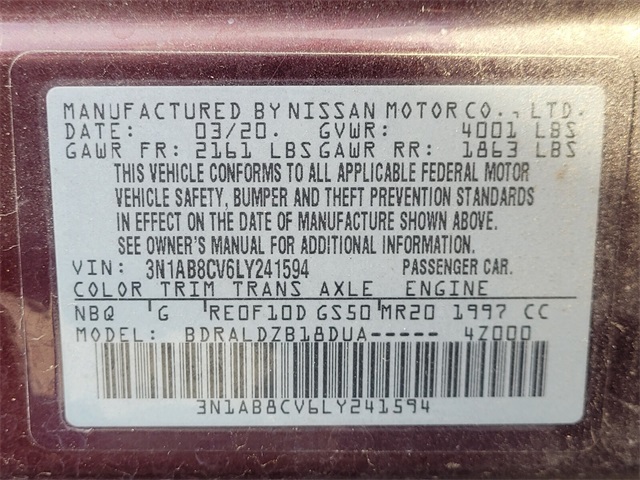 MANUFACTURED BY NISSAN MOTOR CO., LTD.
DATE: 03/20. GVWR: 4001 LBS
GAWR FR: 2161 LBS GAWR RR: 1863 LBS
THIS VEHICLE CONFORMS TO ALL APPLICABLE FEDERAL MOTOR
VEHICLE SAFETY, BUMPER AND THEFT PREVENTION STANDARDS
IN EFFECT ON THE DATE OF MANUFACTURE SHOWN ABOVE.
SEE OWNER'S MANUAL FOR ADDITIONAL INFORMATION.
VIN: 3N1AB8CV6LY241594 PASSENGER CAR.
COLOR TRIM TRANS AXLE ENGINE
NBQ G RE0F10D GS50 MR20 1997 CC
MODEL: BDRALDZB18DUA----- 4Z000
3N1AB8CV6LY241594